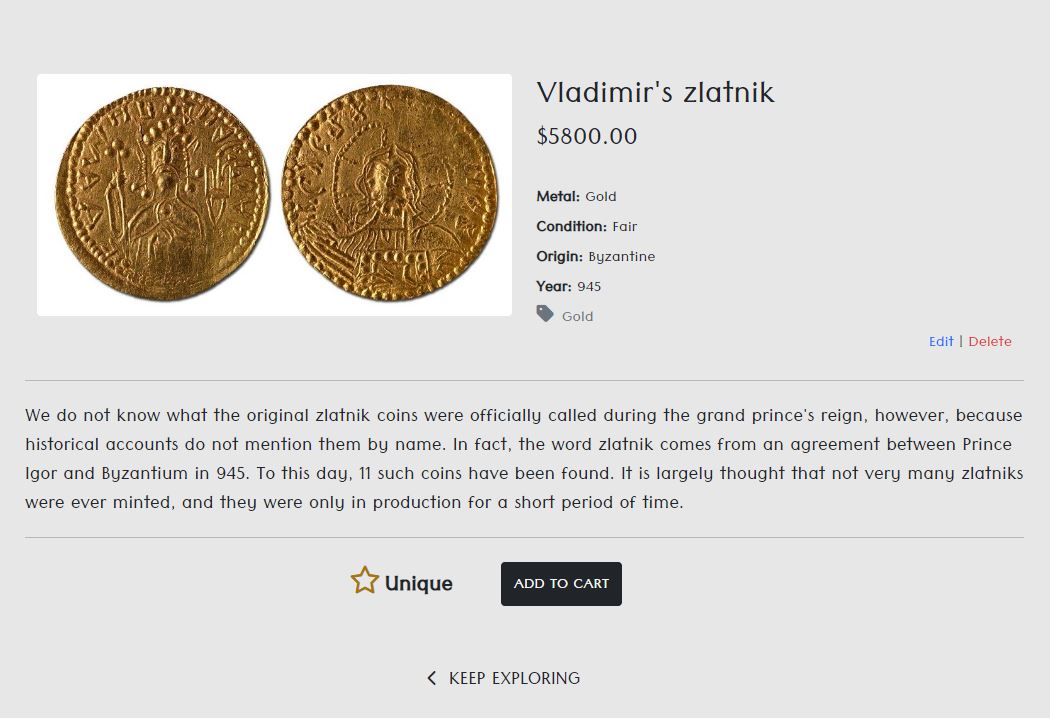 Vladimir's zlatnik
$5800.00
Metal: Gold
Condition: Fair
Origin: Byzantine
Year: 945
Gold
Edit | Delete
We do not know what the original zlatnik coins were officially called during the grand prince's reign, however, because
historical accounts do not mention them by name. In fact, the word zlatnik comes from an agreement between Prince
Igor and Byzantium in 945. To this day, 11 such coins have been found. It is largely thought that not very many zlatniks
were ever minted, and they were only in production for a short period of time.
Unique
ADD TO CART
KEEP EXPLORING